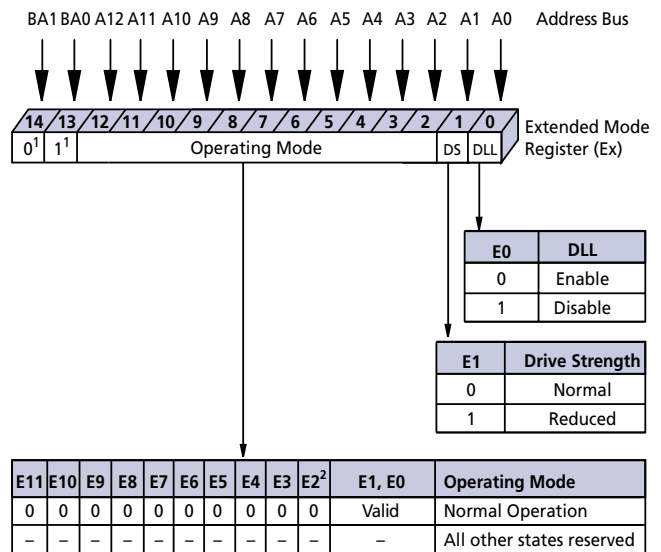 BA1 BA0 A12 A11 A10 A9 A8 A7 A6 A5 A4 A3 A2 A1 A0 Address Bus
14 13 12 11 10 9 8 7 6 5 4 3 2 1 0
0¹ 1¹ Operating Mode DS DLL
Extended Mode
Register (Ex)
E0 DLL
0 Enable
1 Disable
E1 Drive Strength
0 Normal
1 Reduced
E11 E10 E9 E8 E7 E6 E5 E4 E3 E2² E1, E0 Operating Mode
0 0 0 0 0 0 0 0 0 0 Valid Normal Operation
– – – – – – – – – – – All other states reserved